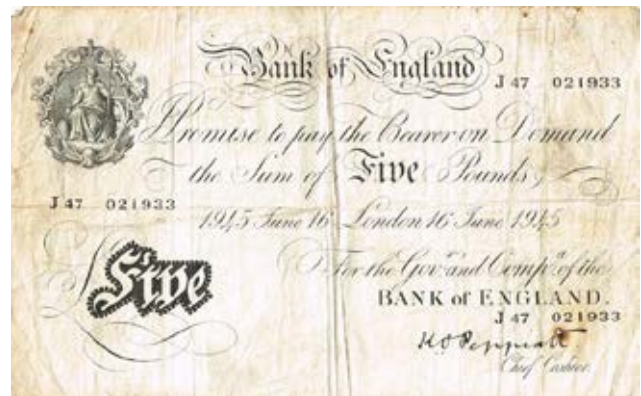 Bank of England
J 47 021933
I Promise to pay the Bearer on Demand
the Sum of Five Pounds
J 47 021933
1945 June 16 London 16 June 1945
For the Govr. and Compa. of the
BANK of ENGLAND.
J 47 021933
£Five
K O Peppiatt
Chief Cashier.